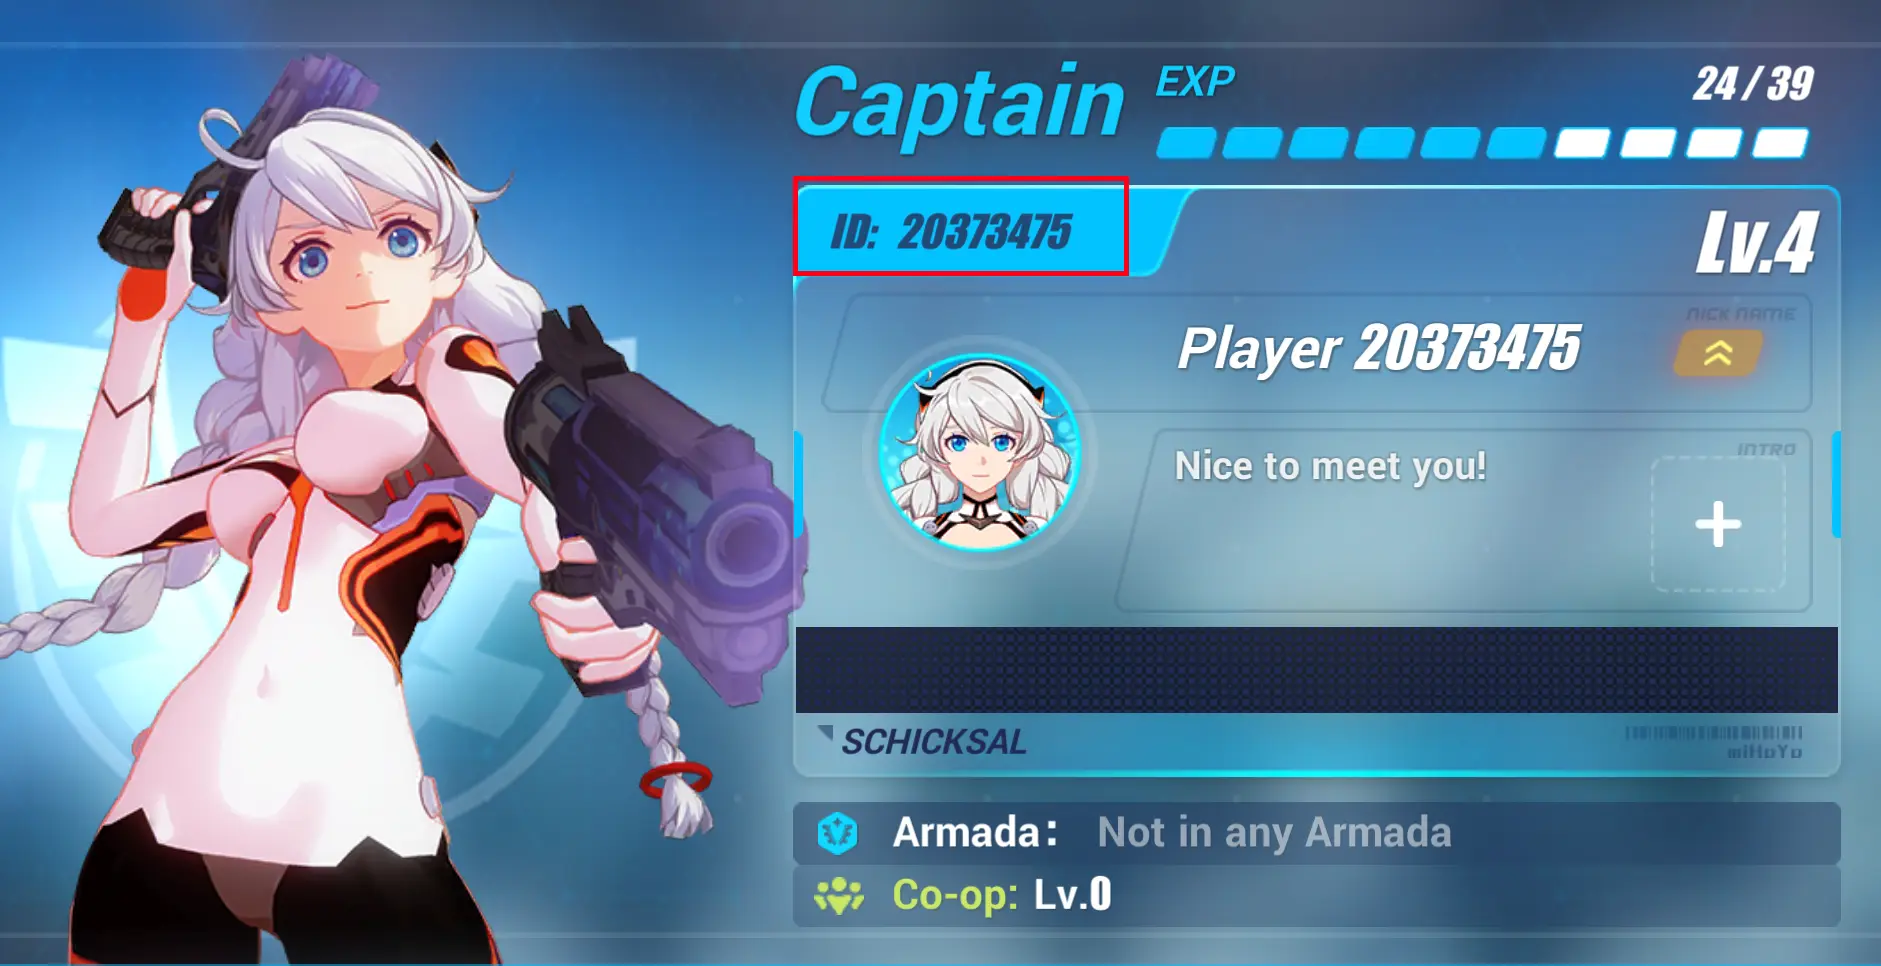 Captain EXP 24 / 39
ID: 20373475
Lv.4
NICK NAME
Player 20373475
INTRO
Nice to meet you!
SCHICKSAL
miHoYo
Armada: Not in any Armada
Co-op: Lv.0